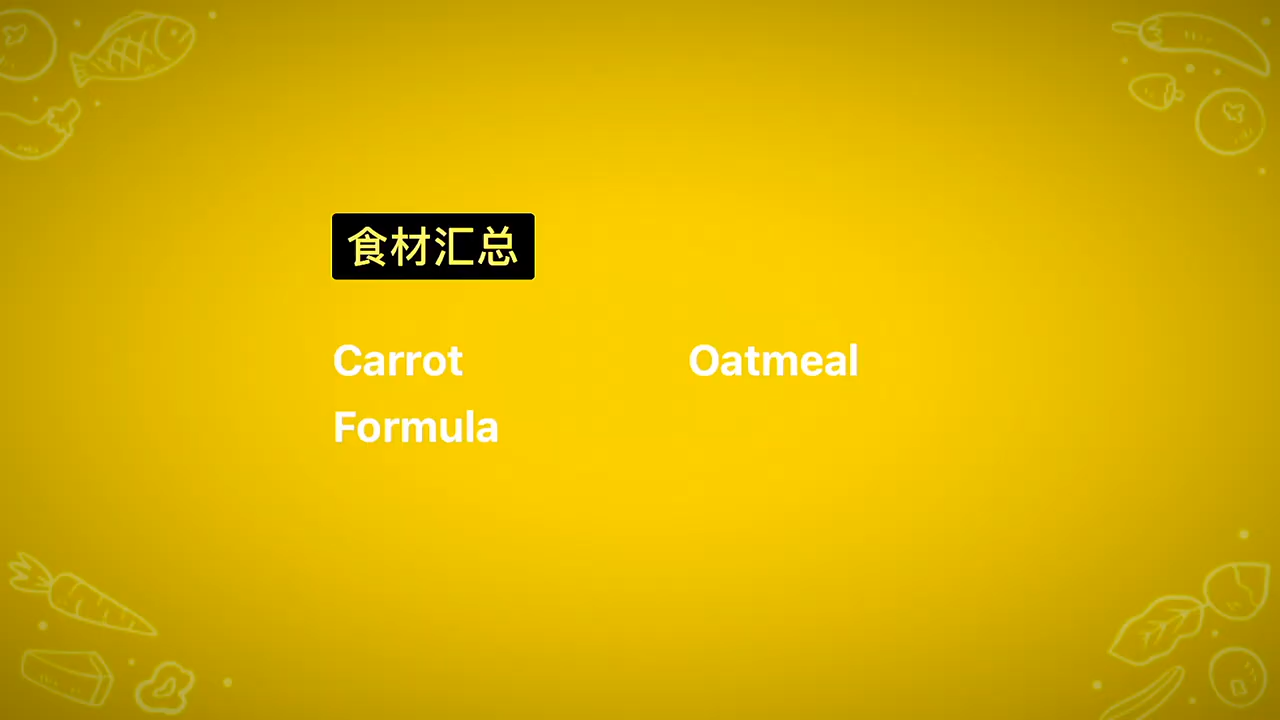 食材汇总
Carrot Oatmeal
Formula